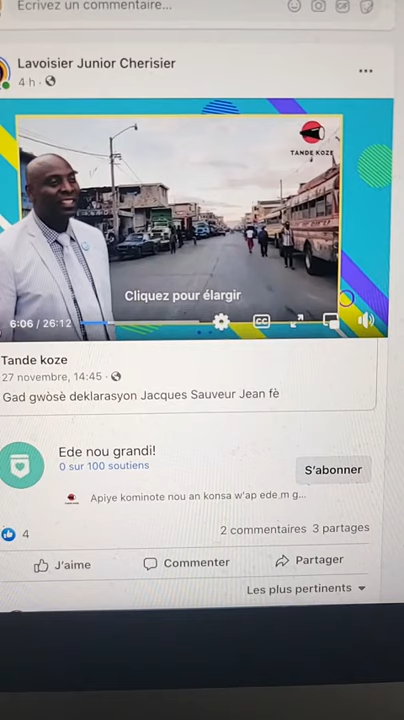 Écrivez un commentaire...
Lavoisier Junior Cherisier
4 h ·
TANDE KOZE
Cliquez pour élargir
6:06 / 26:12
CC
Tande koze
27 novembre, 14:45 ·
Gad gwòsè deklarasyon Jacques Sauveur Jean fè
Ede nou grandi!
0 sur 100 soutiens
S'abonner
Apiye kominote nou an konsa w'ap ede m g...
4
2 commentaires 3 partages
J'aime
Commenter
Partager
Les plus pertinents